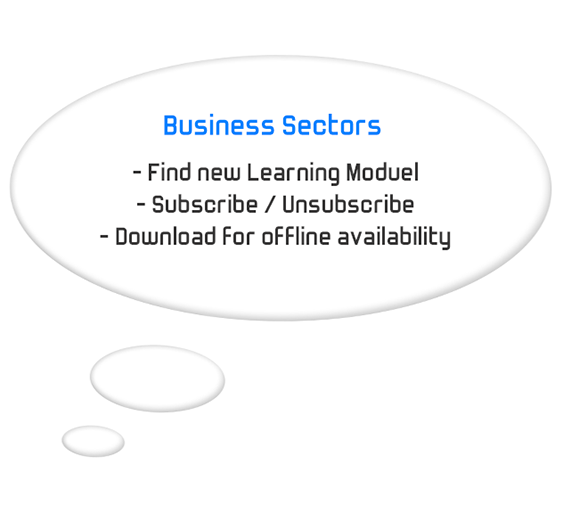 Business Sectors
- Find new Learning Moduel
- Subscribe / Unsubscribe
- Download for offline availability